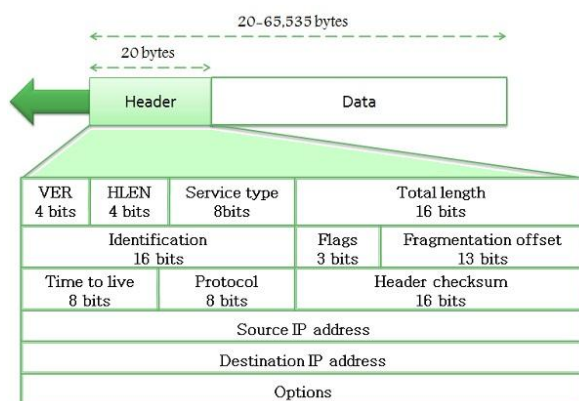 20-65,535 bytes
20 bytes
Header Data
VER HLEN Service type Total length
4 bits 4 bits 8bits 16 bits
Identification Flags Fragmentation offset
16 bits 3 bits 13 bits
Time to live Protocol Header checksum
8 bits 8 bits 16 bits
Source IP address
Destination IP address
Options